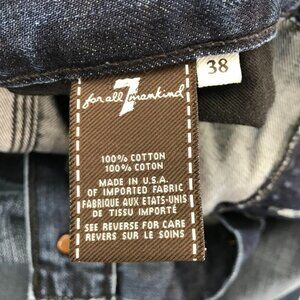 7
for all mankind
38
100% COTTON
100% COTON
MADE IN U.S.A.
OF IMPORTED FABRIC
FABRIQUE AUX ETATS-UNIS
DE TISSU IMPORTÉ
SEE REVERSE FOR CARE
REVERS SUR LE SOINS